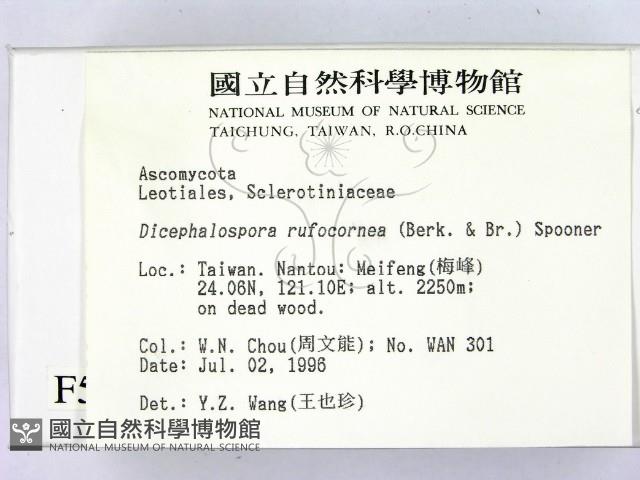 國立自然科學博物館
NATIONAL MUSEUM OF NATURAL SCIENCE
TAICHUNG, TAIWAN, R.O.CHINA
Ascomycota
Leotiales, Sclerotiniaceae
Dicephalospora rufocornea (Berk. & Br.) Spooner
Loc.: Taiwan. Nantou: Meifeng(梅峰)
24.06N, 121.10E; alt. 2250m;
on dead wood.
Col.: W.N. Chou(周文能); No. WAN 301
Date: Jul. 02, 1996
Det.: Y.Z. Wang(王也珍)
國立自然科學博物館
NATIONAL MUSEUM OF NATURAL SCIENCE